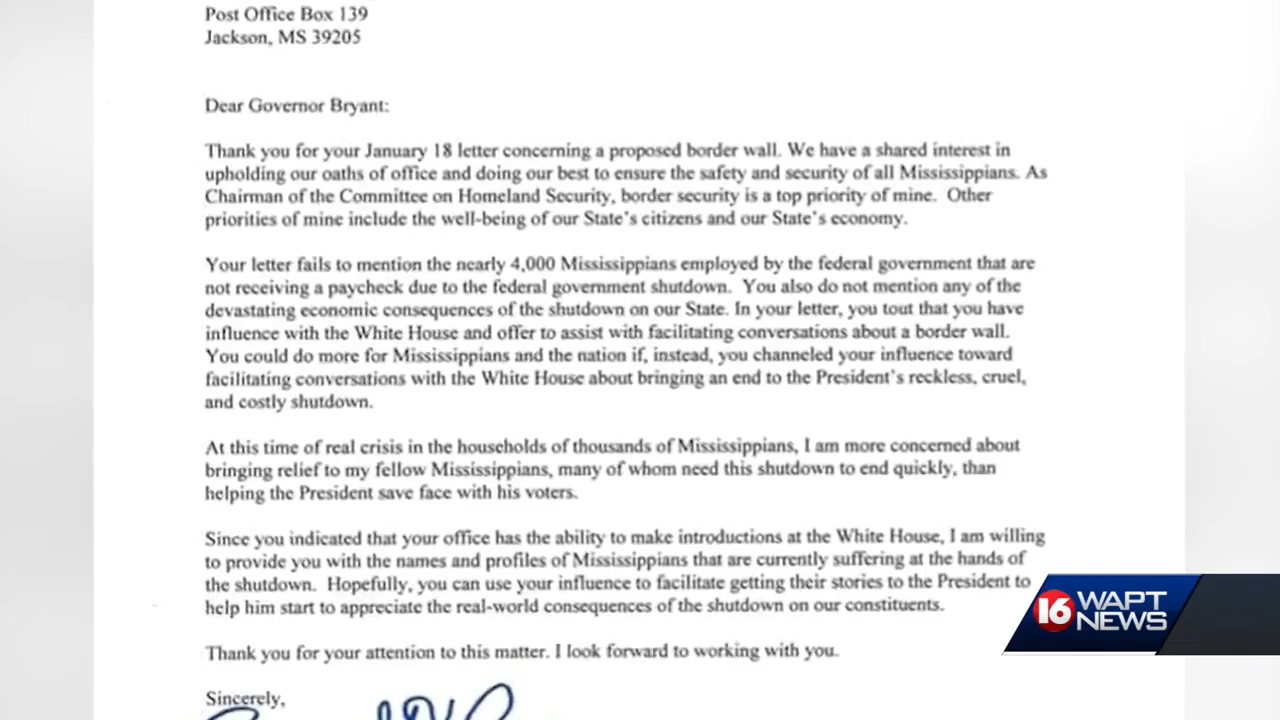 Post Office Box 139
Jackson, MS 39205
Dear Governor Bryant:
Thank you for your January 18 letter concerning a proposed border wall. We have a shared interest in
upholding our oaths of office and doing our best to ensure the safety and security of all Mississippians. As
Chairman of the Committee on Homeland Security, border security is a top priority of mine. Other
priorities of mine include the well-being of our State's citizens and our State's economy.
Your letter fails to mention the nearly 4,000 Mississippians employed by the federal government that are
not receiving a paycheck due to the federal government shutdown. You also do not mention any of the
devastating economic consequences of the shutdown on our State. In your letter, you tout that you have
influence with the White House and offer to assist with facilitating conversations about a border wall.
You could do more for Mississippians and the nation if, instead, you channeled your influence toward
facilitating conversations with the White House about bringing an end to the President's reckless, cruel,
and costly shutdown.
At this time of real crisis in the households of thousands of Mississippians, I am more concerned about
bringing relief to my fellow Mississippians, many of whom need this shutdown to end quickly, than
helping the President save face with his voters.
Since you indicated that your office has the ability to make introductions at the White House, I am willing
to provide you with the names and profiles of Mississippians that are currently suffering at the hands of
the shutdown. Hopefully, you can use your influence to facilitate getting their stories to the President to
help him start to appreciate the real-world consequences of the shutdown on our constituents.
Thank you for your attention to this matter. I look forward to working with you.
Sincerely,
16 WAPT
NEWS